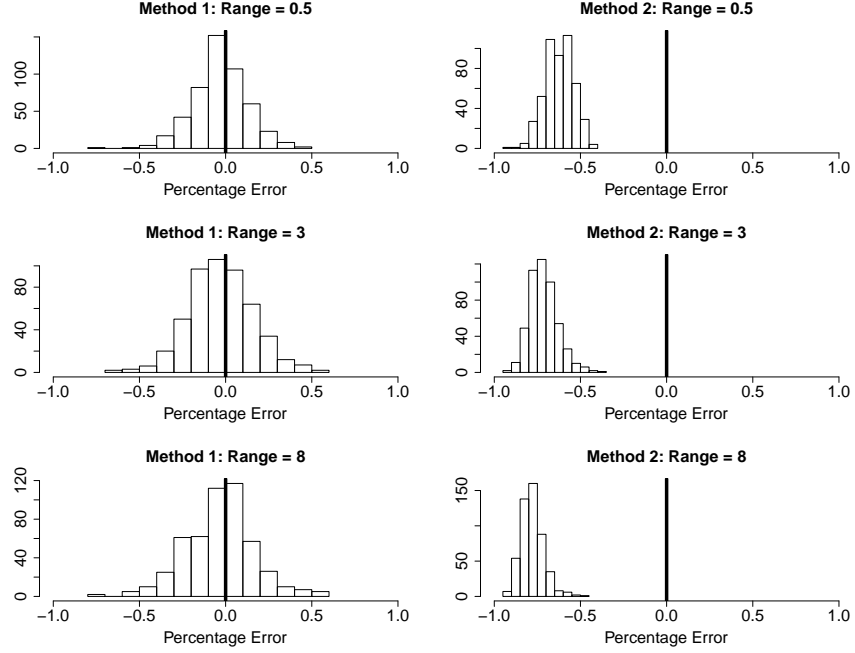 Method 1: Range = 0.5
0 50 100
−1.0 −0.5 0.0 0.5 1.0
Percentage Error
Method 2: Range = 0.5
0 40 80
−1.0 −0.5 0.0 0.5 1.0
Percentage Error
Method 1: Range = 3
0 40 80
−1.0 −0.5 0.0 0.5 1.0
Percentage Error
Method 2: Range = 3
0 40 80
−1.0 −0.5 0.0 0.5 1.0
Percentage Error
Method 1: Range = 8
0 40 80 120
−1.0 −0.5 0.0 0.5 1.0
Percentage Error
Method 2: Range = 8
0 50 150
−1.0 −0.5 0.0 0.5 1.0
Percentage Error